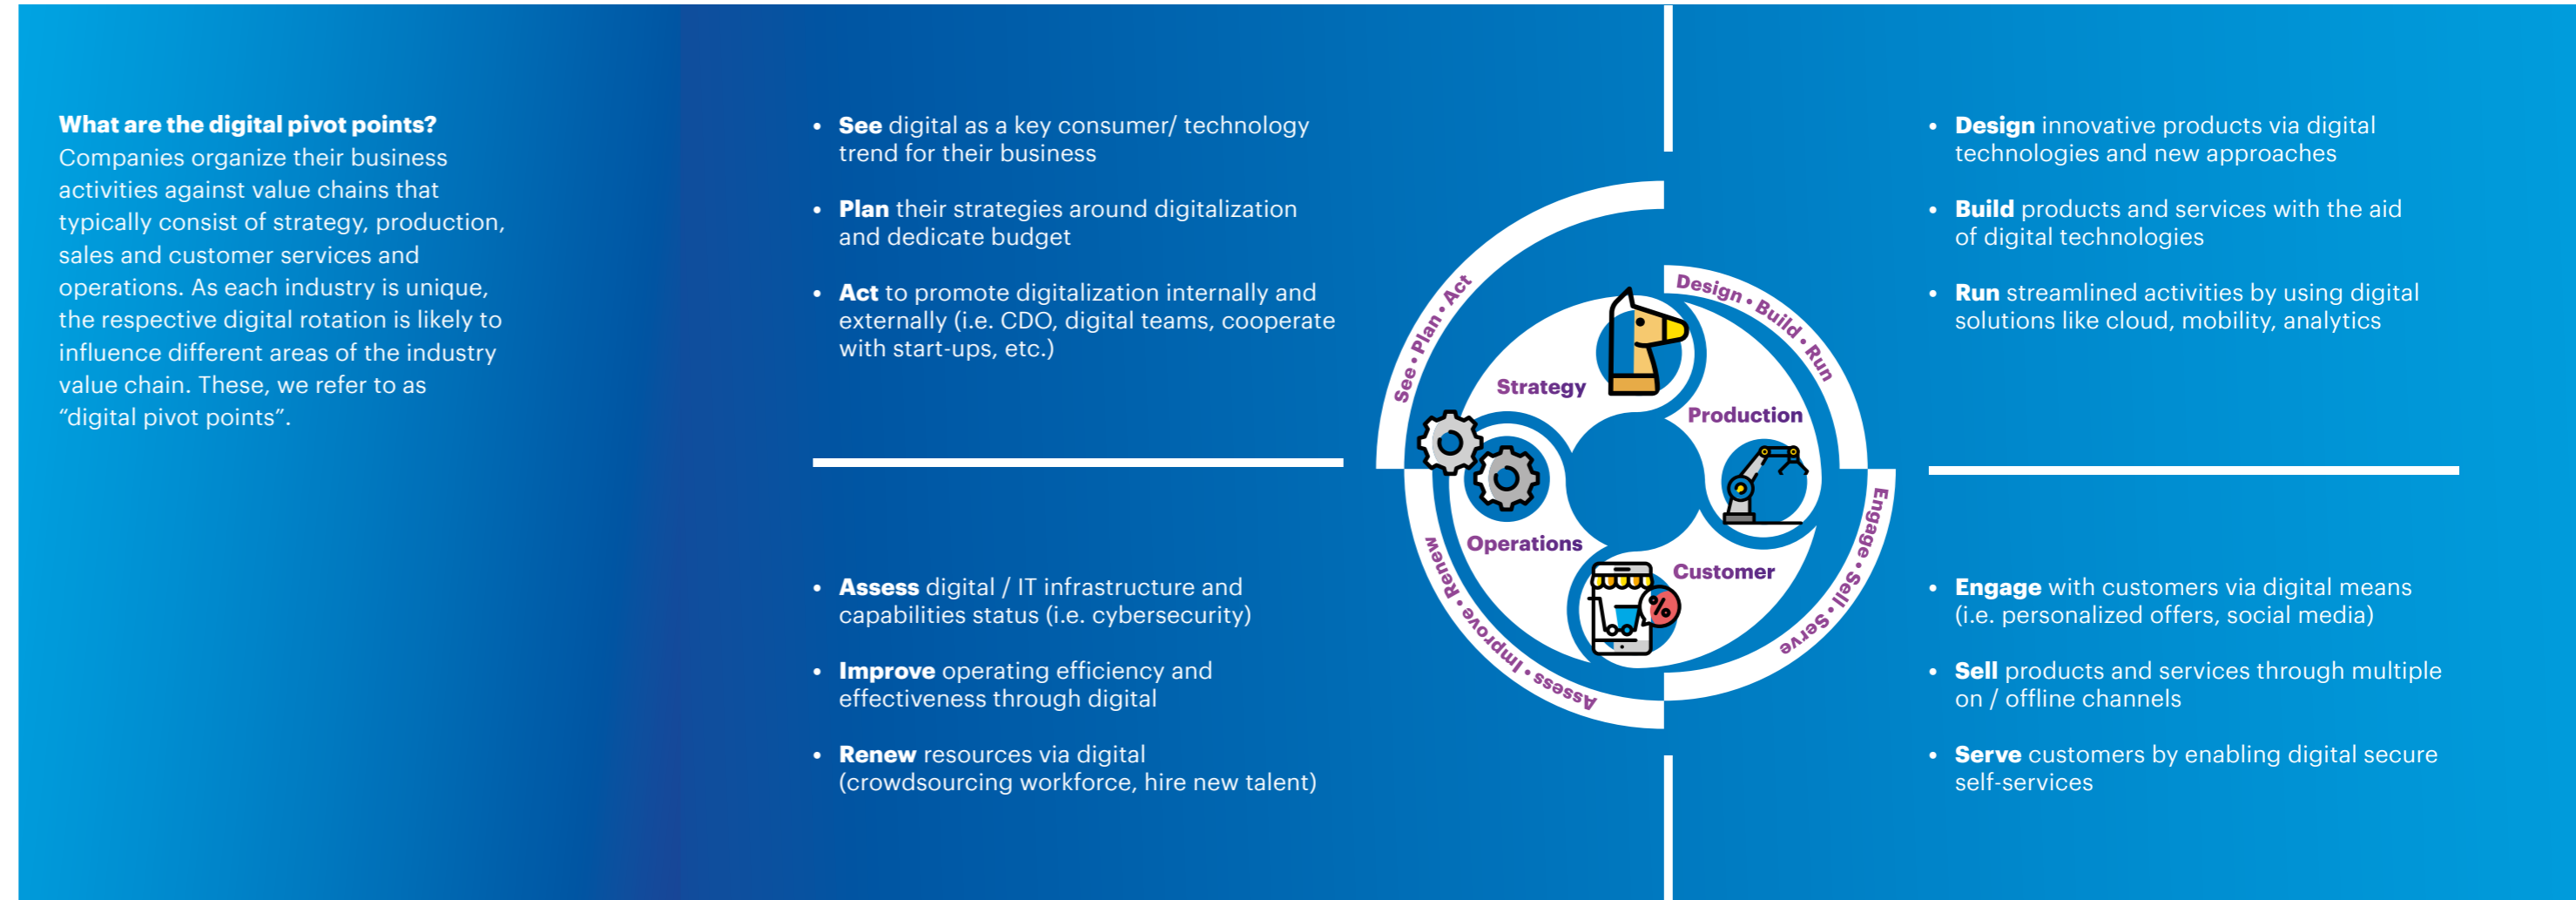 What are the digital pivot points?
Companies organize their business
activities against value chains that
typically consist of strategy, production,
sales and customer services and
operations. As each industry is unique,
the respective digital rotation is likely to
influence different areas of the industry
value chain. These, we refer to as
“digital pivot points”.
• See digital as a key consumer/ technology
trend for their business
• Plan their strategies around digitalization
and dedicate budget
• Act to promote digitalization internally and
externally (i.e. CDO, digital teams, cooperate
with start-ups, etc.)
• Assess digital / IT infrastructure and
capabilities status (i.e. cybersecurity)
• Improve operating efficiency and
effectiveness through digital
• Renew resources via digital
(crowdsourcing workforce, hire new talent)
See • Plan • Act
Design • Build • Run
Engage • Sell • Serve
Assess • Improve • Renew
Strategy
Production
Operations
Customer
%
• Design innovative products via digital
technologies and new approaches
• Build products and services with the aid
of digital technologies
• Run streamlined activities by using digital
solutions like cloud, mobility, analytics
• Engage with customers via digital means
(i.e. personalized offers, social media)
• Sell products and services through multiple
on / offline channels
• Serve customers by enabling digital secure
self-services